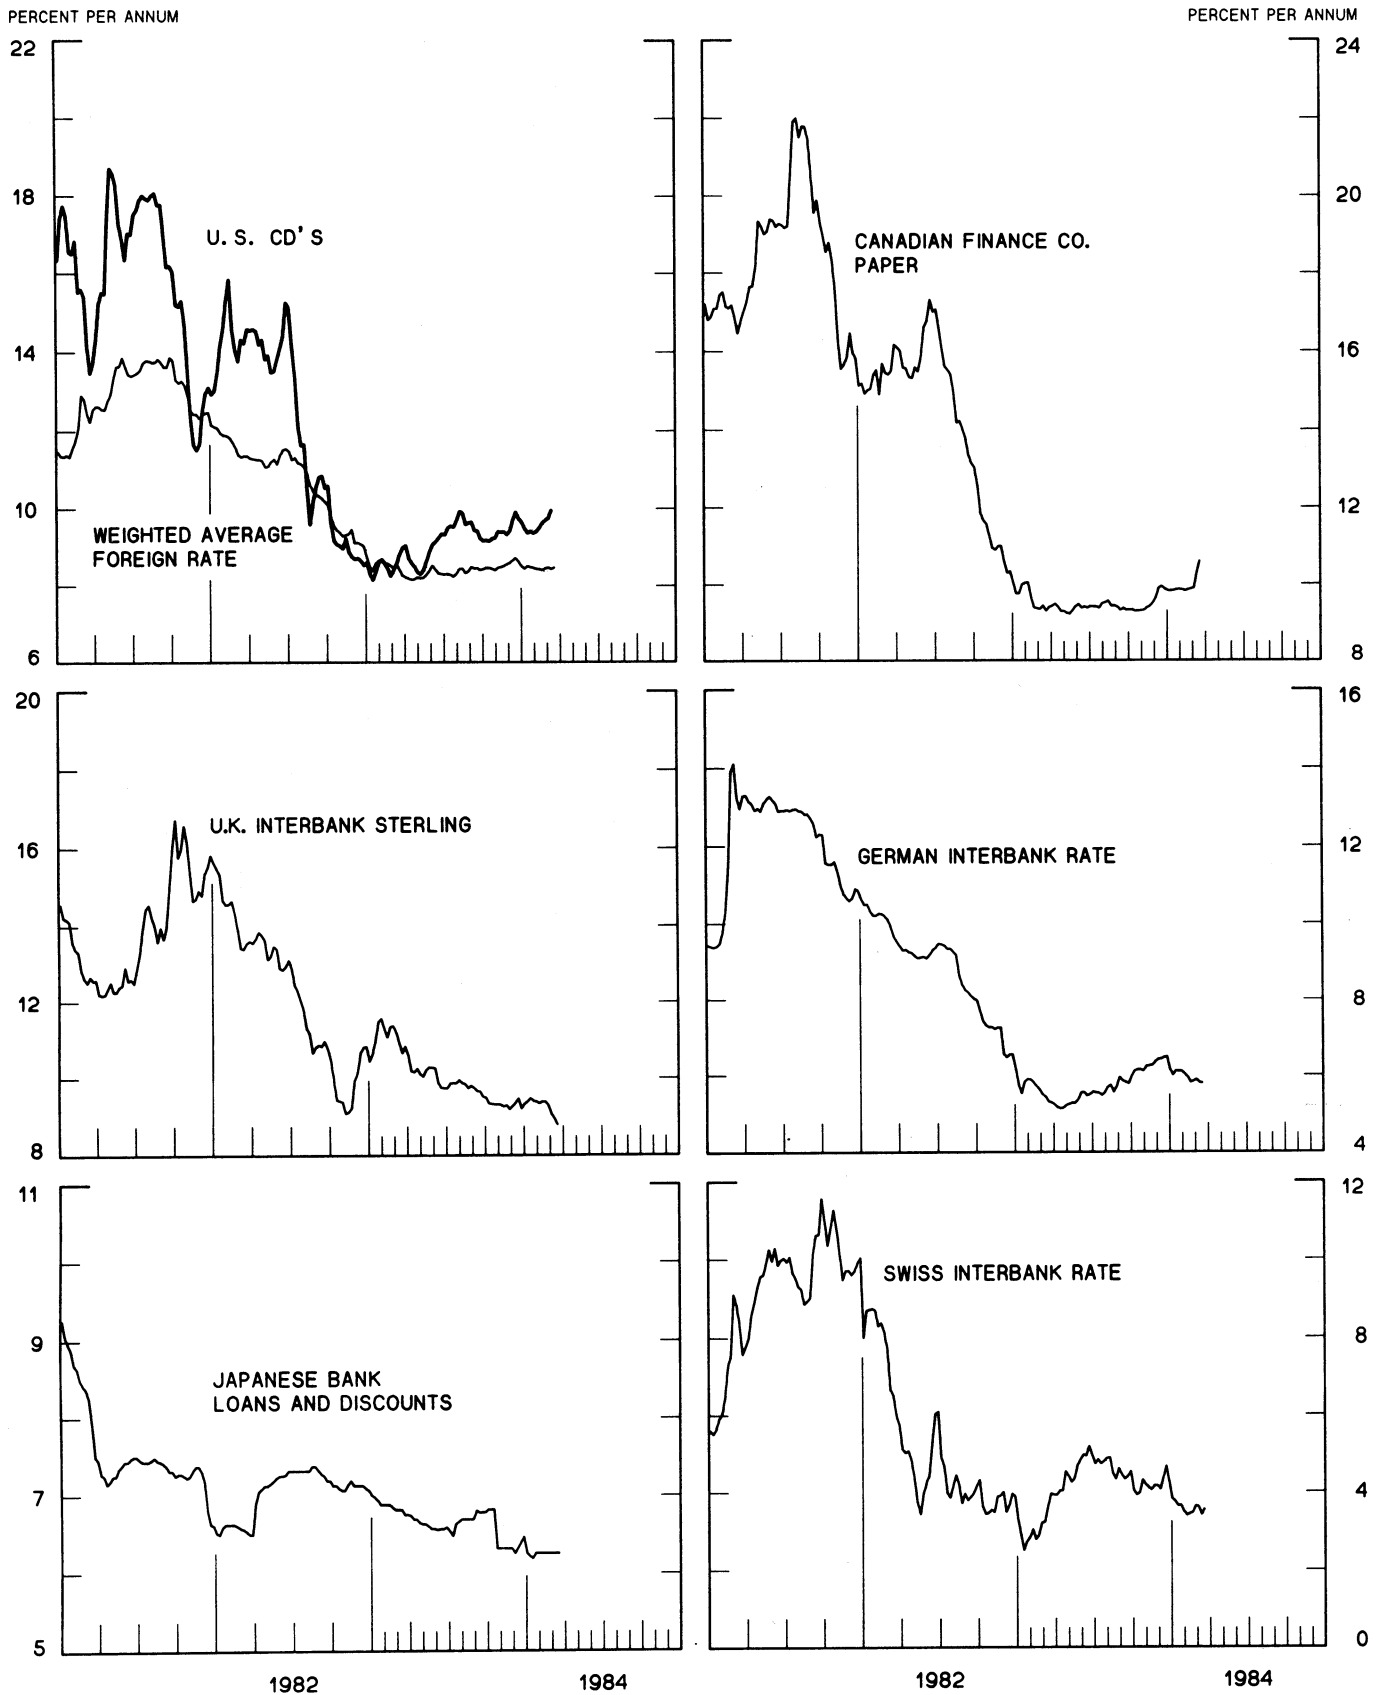 PERCENT PER ANNUM
PERCENT PER ANNUM
22
18
14
10
6
U. S. CD'S
WEIGHTED AVERAGE
FOREIGN RATE
24
20
16
12
8
CANADIAN FINANCE CO.
PAPER
20
16
12
8
U.K. INTERBANK STERLING
16
12
8
4
GERMAN INTERBANK RATE
11
9
7
5
JAPANESE BANK
LOANS AND DISCOUNTS
12
8
4
0
SWISS INTERBANK RATE
1982
1984
1982
1984